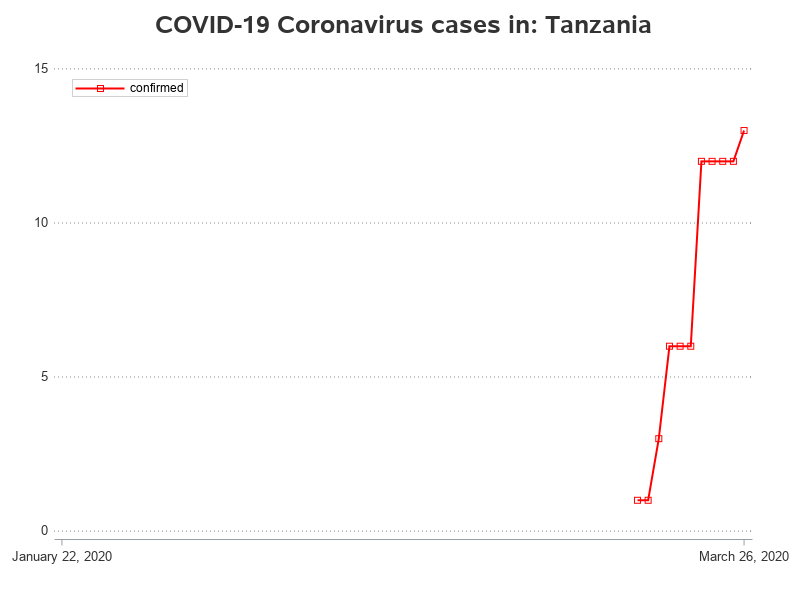 COVID-19 Coronavirus cases in: Tanzania
15
confirmed
10
5
0
January 22, 2020
March 26, 2020